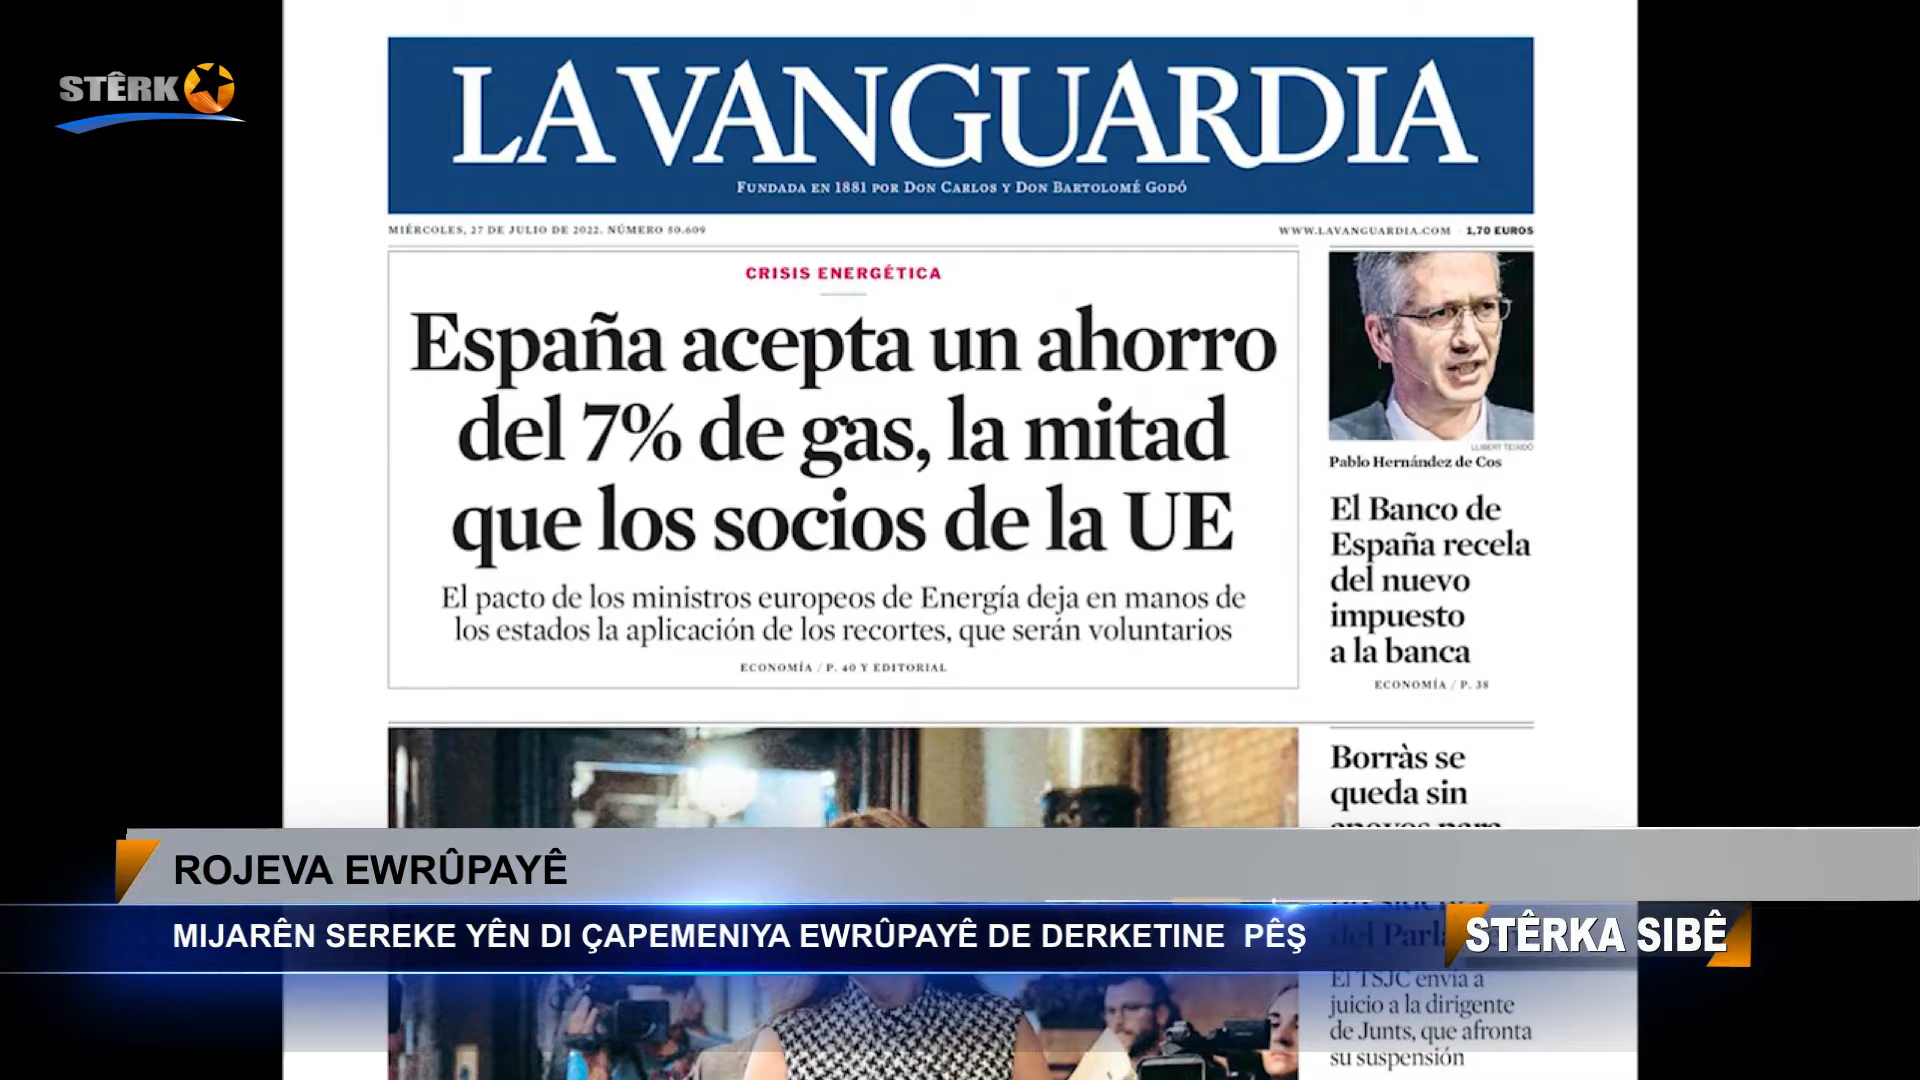 STÊRK
LA VANGUARDIA
FUNDADA EN 1881 POR DON CARLOS Y DON BARTOLOMÉ GODÓ
MIÉRCOLES, 27 DE JULIO DE 2022. NÚMERO 50.609
WWW.LAVANGUARDIA.COM · 1,70 EUROS
CRISIS ENERGÉTICA
España acepta un ahorro
del 7% de gas, la mitad
que los socios de la UE
El pacto de los ministros europeos de Energía deja en manos de
los estados la aplicación de los recortes, que serán voluntarios
ECONOMÍA / P. 40 Y EDITORIAL
LLIBERT TEIXIDÓ
Pablo Hernández de Cos
El Banco de
España recela
del nuevo
impuesto
a la banca
ECONOMÍA / P. 38
Borràs se
queda sin
apoyos para
El TSJC envía a
juicio a la dirigente
de Junts, que afronta
su suspensión
ROJEVA EWRÛPAYÊ
MIJARÊN SEREKE YÊN DI ÇAPEMENIYA EWRÛPAYÊ DE DERKETINE PÊŞ
STÊRKA SIBÊ